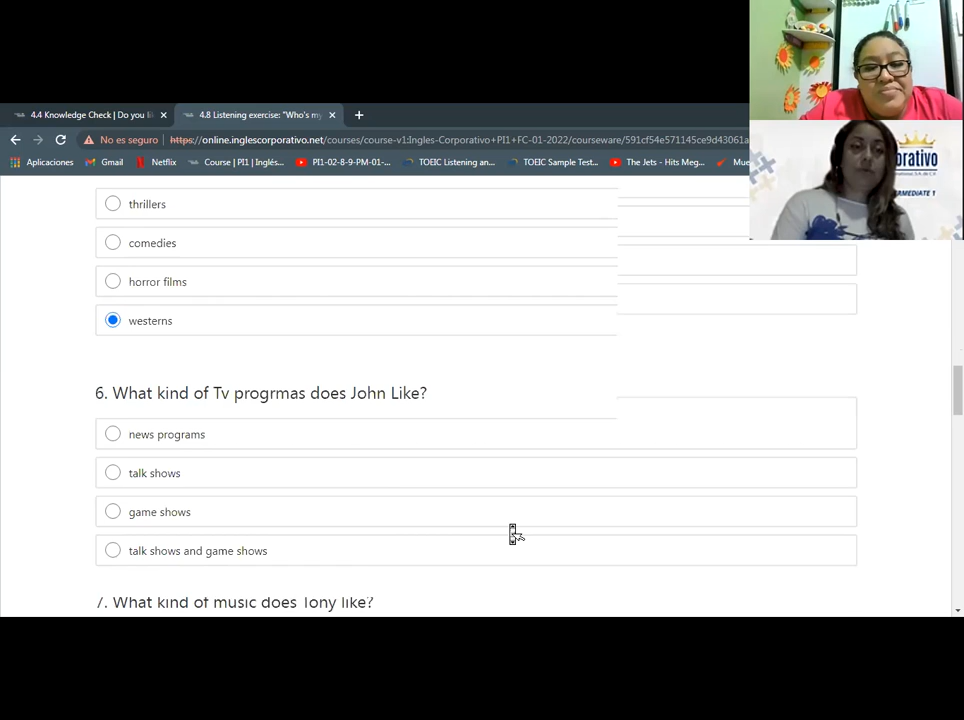 4.4 Knowledge Check | Do you li
4.8 Listening exercise: "Who's my
No es seguro
https://online.inglescorporativo.net/courses/course-v1:Ingles-Corporativo+PI1+FC-01-2022/courseware/591cf54e571145ce9d43061a
Aplicaciones
Gmail
Netflix
Course | PI1 | Inglés...
PI1-02-8-9-PM-01-...
TOEIC Listening an...
TOEIC Sample Test...
The Jets - Hits Meg...
Mue
orativo
RMEDIATE 1
thrillers
comedies
horror films
westerns
6. What kind of Tv progrmas does John Like?
news programs
talk shows
game shows
talk shows and game shows
7. What kind of music does Tony like?